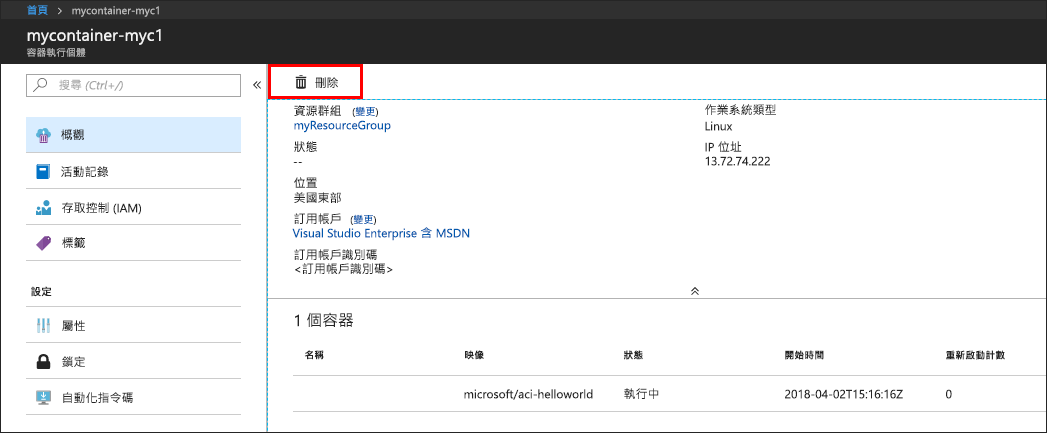 首頁 > mycontainer-myc1
mycontainer-myc1
容器執行個體
搜尋 (Ctrl+/)
概觀
活動記錄
存取控制 (IAM)
標籤
設定
屬性
鎖定
自動化指令碼
刪除
資源群組 (變更)
myResourceGroup
狀態
--
位置
美國東部
訂用帳戶 (變更)
Visual Studio Enterprise 含 MSDN
訂用帳戶識別碼
<訂用帳戶識別碼>
作業系統類型
Linux
IP 位址
13.72.74.222
1 個容器
名稱 映像 狀態 開始時間 重新啟動計數
microsoft/aci-helloworld 執行中 2018-04-02T15:16:16Z 0